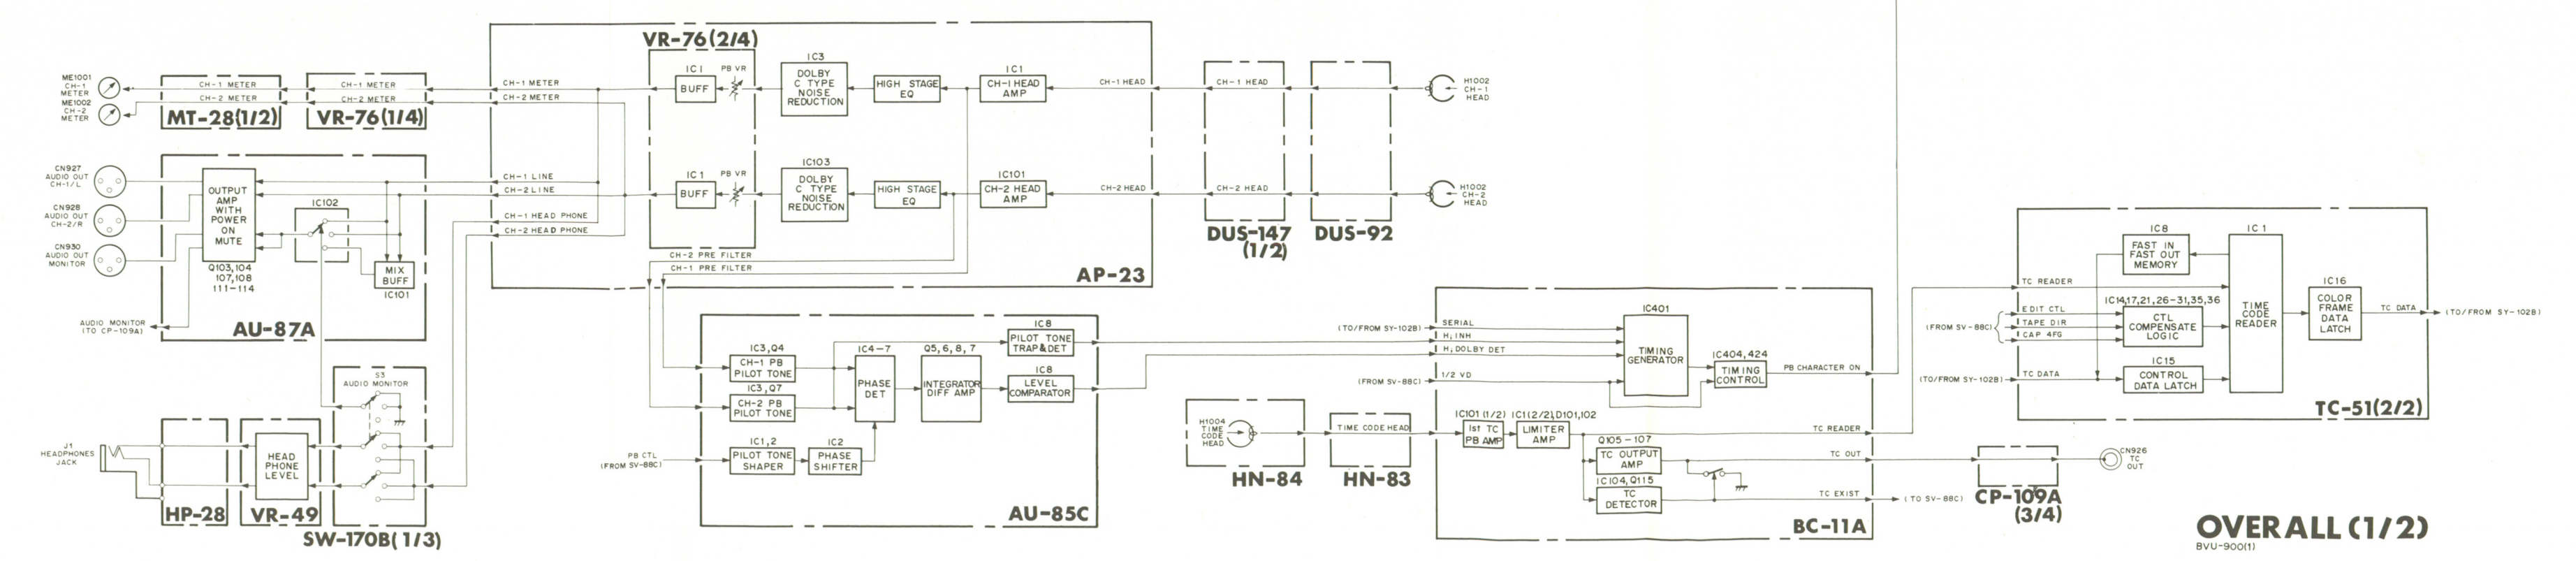 ME1001
CH-1
METER
ME1002
CH-2
METER
CH-1 METER
CH-2 METER
MT-28(1/2)
CH-1 METER
CH-2 METER
VR-76(1/4)
CN927
AUDIO OUT
CH-1/L
CN928
AUDIO OUT
CH-2/R
CN930
AUDIO OUT
MONITOR
OUTPUT
AMP
WITH
POWER
ON
MUTE
Q103,104
107,108
111-114
IC102
MIX
BUFF
IC101
AUDIO MONITOR
(TO CP-109A)
AU-87A
S3
AUDIO MONITOR
J1
HEADPHONES
JACK
HP-28
HEAD
PHONE
LEVEL
VR-49
SW-170B(1/3)
CH-1 METER
CH-2 METER
CH-1 LINE
CH-2 LINE
CH-1 HEAD PHONE
CH-2 HEAD PHONE
VR-76(2/4)
IC1
PB VR
BUFF
IC1
PB VR
BUFF
IC3
DOLBY
C TYPE
NOISE
REDUCTION
HIGH STAGE
EQ
IC1
CH-1 HEAD
AMP
CH-1 HEAD
IC103
DOLBY
C TYPE
NOISE
REDUCTION
HIGH STAGE
EQ
IC101
CH-2 HEAD
AMP
CH-2 HEAD
CH-2 PRE FILTER
CH-1 PRE FILTER
AP-23
CH-1 HEAD
CH-2 HEAD
DUS-147
(1/2)
DUS-92
H1002
CH-1
HEAD
H1002
CH-2
HEAD
IC3,Q4
CH-1 PB
PILOT TONE
IC3,Q7
CH-2 PB
PILOT TONE
IC1,2
PILOT TONE
SHAPER
IC2
PHASE
SHIFTER
IC4-7
PHASE
DET
Q5,6,8,7
INTEGRATOR
DIFF AMP
IC8
PILOT TONE
TRAP&DET
IC8
LEVEL
COMPARATOR
PB CTL
(FROM SV-88C)
AU-85C
(TO/FROM SY-102B)
SERIAL
H; INH
H; DOLBY DET
(FROM SV-88C)
1/2 VD
IC401
TIMING
GENERATOR
IC404,424
TIMING
CONTROL
PB CHARACTER ON
H1004
TIME
CODE
HEAD
HN-84
TIME CODE HEAD
HN-83
IC101 (1/2)
1st TC
PB AMP
IC1(2/2),D101,102
LIMITER
AMP
Q105-107
TC OUTPUT
AMP
IC104,Q115
TC
DETECTOR
TC READER
TC OUT
TC EXIST
(TO SV-88C)
BC-11A
CP-109A
(3/4)
CN926
TC
OUT
TC READER
(FROM SV-88C)
EDIT CTL
TAPE DIR
CAP 4FG
(TO/FROM SY-102B)
TC DATA
IC8
FAST IN
FAST OUT
MEMORY
IC14,17,21,26-31,35,36
CTL
COMPENSATE
LOGIC
IC15
CONTROL
DATA LATCH
IC1
TIME
CODE
READER
IC16
COLOR
FRAME
DATA
LATCH
TC DATA
(TO/FROM SY-102B)
TC-51(2/2)
OVERALL(1/2)
BVU-900(1)